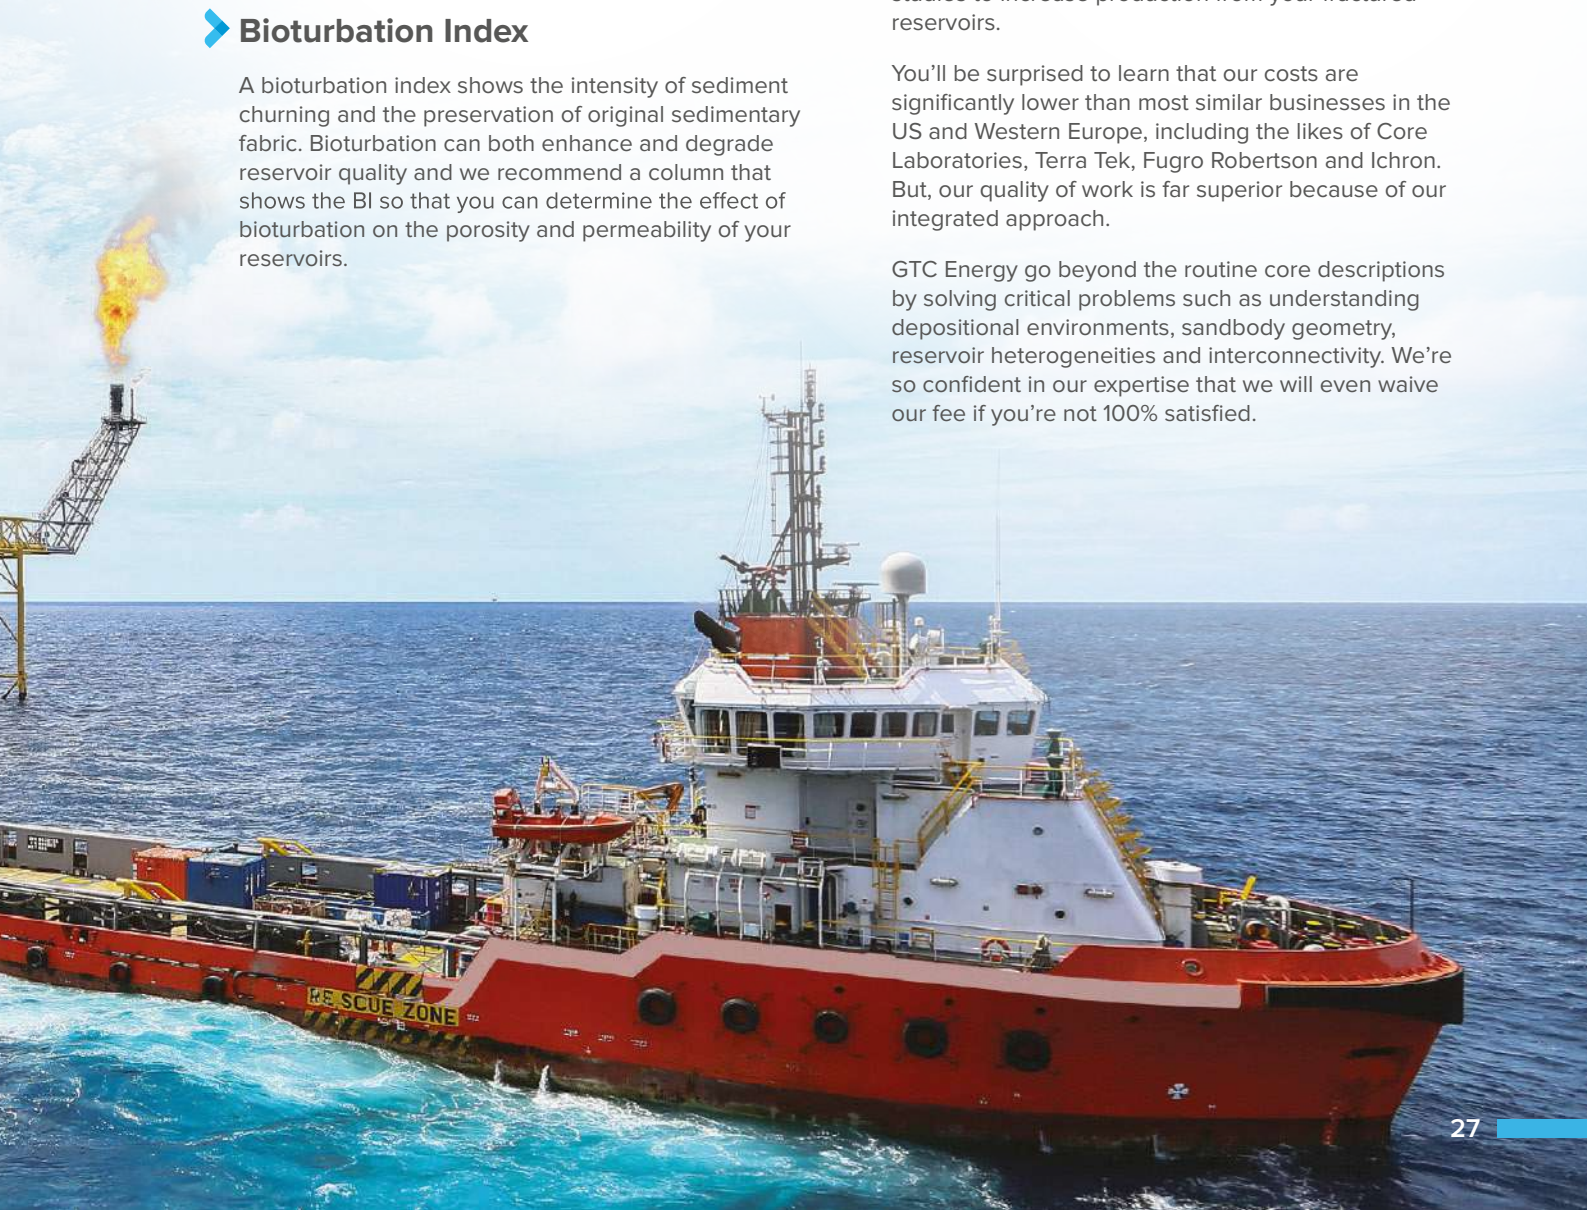 Bioturbation Index
A bioturbation index shows the intensity of sediment
churning and the preservation of original sedimentary
fabric. Bioturbation can both enhance and degrade
reservoir quality and we recommend a column that
shows the BI so that you can determine the effect of
bioturbation on the porosity and permeability of your
reservoirs.
studies to increase production from your fractured
reservoirs.
You’ll be surprised to learn that our costs are
significantly lower than most similar businesses in the
US and Western Europe, including the likes of Core
Laboratories, Terra Tek, Fugro Robertson and Ichron.
But, our quality of work is far superior because of our
integrated approach.
GTC Energy go beyond the routine core descriptions
by solving critical problems such as understanding
depositional environments, sandbody geometry,
reservoir heterogeneities and interconnectivity. We’re
so confident in our expertise that we will even waive
our fee if you’re not 100% satisfied.
RESCUE ZONE
27